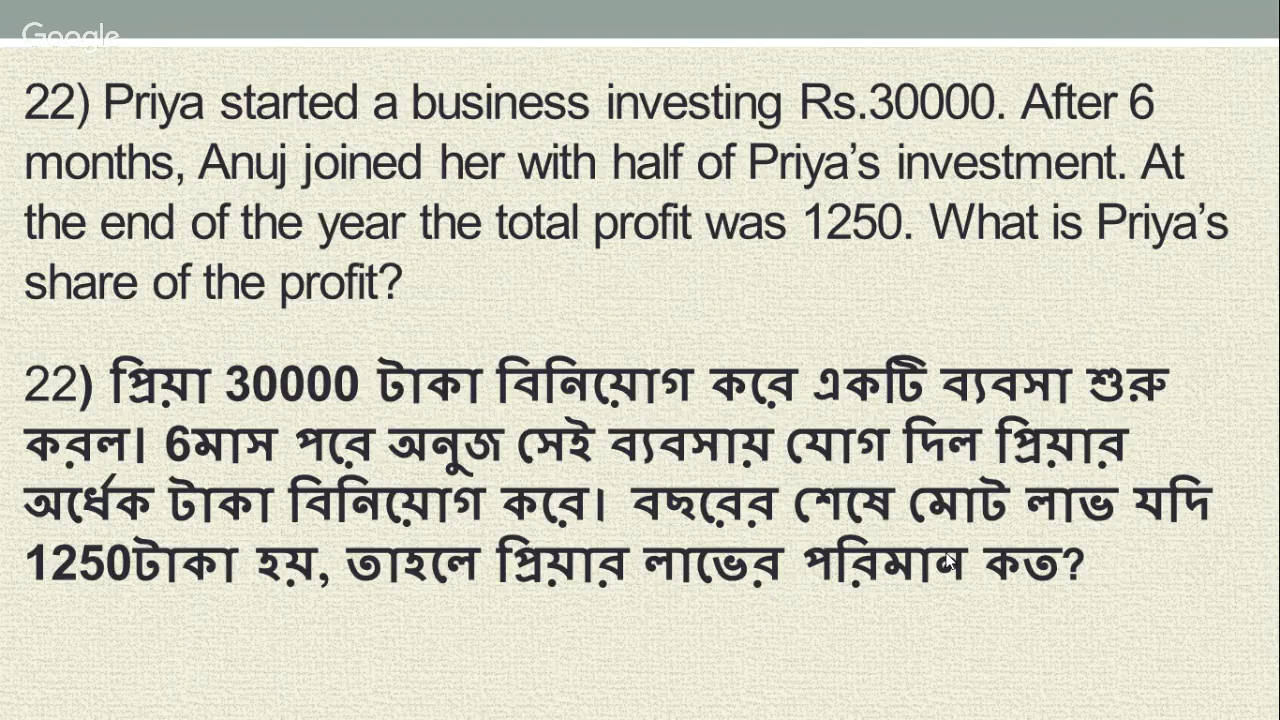 Google
22) Priya started a business investing Rs.30000. After 6
months, Anuj joined her with half of Priya’s investment. At
the end of the year the total profit was 1250. What is Priya’s
share of the profit?
22) প্রিয়া 30000 টাকা বিনিয়োগ করে একটি ব্যবসা শুরু
করল। 6মাস পরে অনুজ সেই ব্যবসায় যোগ দিল প্রিয়ার
অর্ধেক টাকা বিনিয়োগ করে। বছরের শেষে মোট লাভ যদি
1250টাকা হয়, তাহলে প্রিয়ার লাভের পরিমান কত?